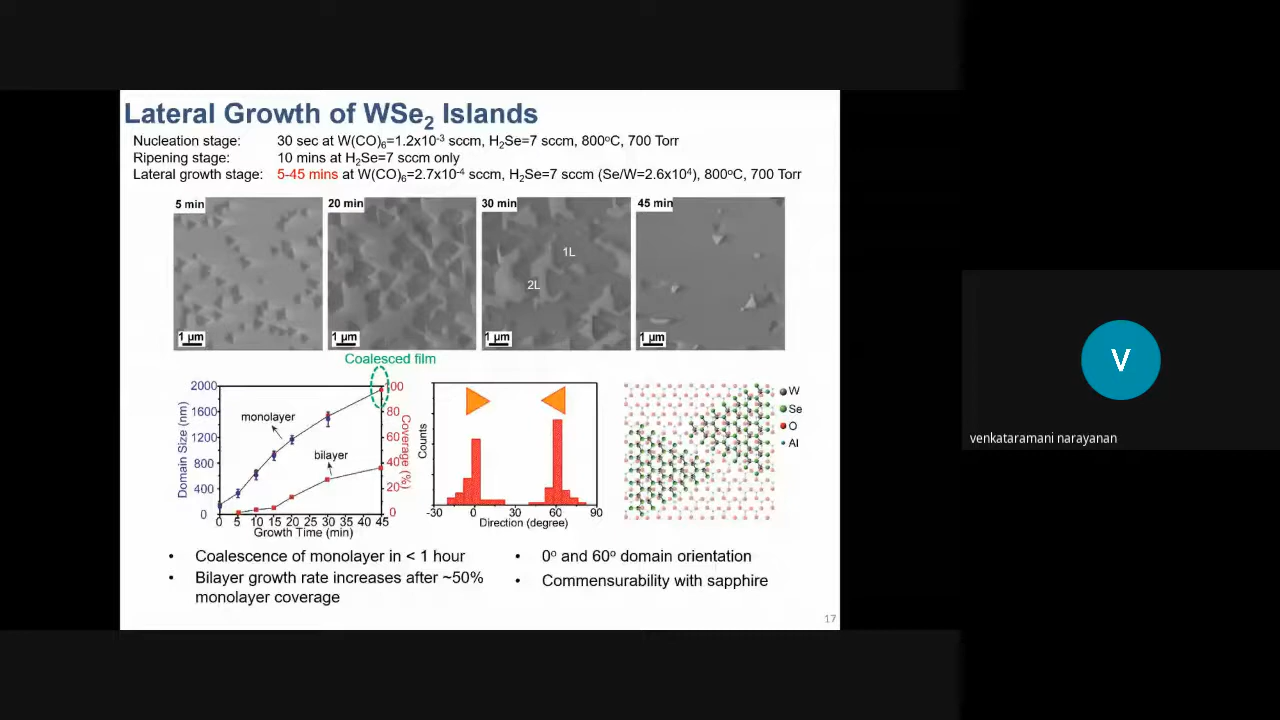 Lateral Growth of WSe₂ Islands
Nucleation stage: 30 sec at W(CO)₆=1.2x10⁻³ sccm, H₂Se=7 sccm, 800⁰C, 700 Torr
Ripening stage: 10 mins at H₂Se=7 sccm only
Lateral growth stage: 5-45 mins at W(CO)₆=2.7x10⁻⁴ sccm, H₂Se=7 sccm (Se/W=2.6x10⁴), 800⁰C, 700 Torr
5 min
20 min
30 min
45 min
1L
2L
1 µm
1 µm
1 µm
1 µm
Coalesced film
2000
1600
1200
800
400
0
Domain Size (nm)
monolayer
bilayer
100
80
60
40
20
0
Coverage (%)
0 5 10 15 20 25 30 35 40 45
Growth Time (min)
Counts
-30 0 30 60 90
Direction (degree)
W
Se
O
Al
• Coalescence of monolayer in < 1 hour
• Bilayer growth rate increases after ~50%
monolayer coverage
• 0⁰ and 60⁰ domain orientation
• Commensurability with sapphire
17
V
venkataramani narayanan